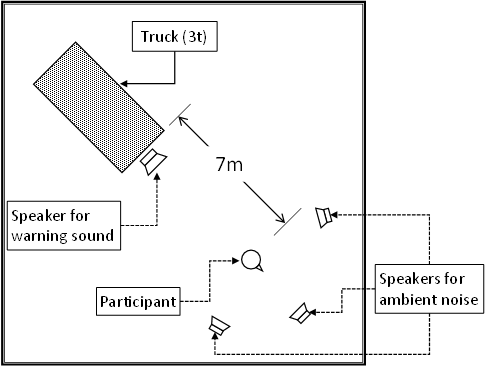 Truck (3t)
7m
Speaker for
warning sound
Participant
Speakers for
ambient noise